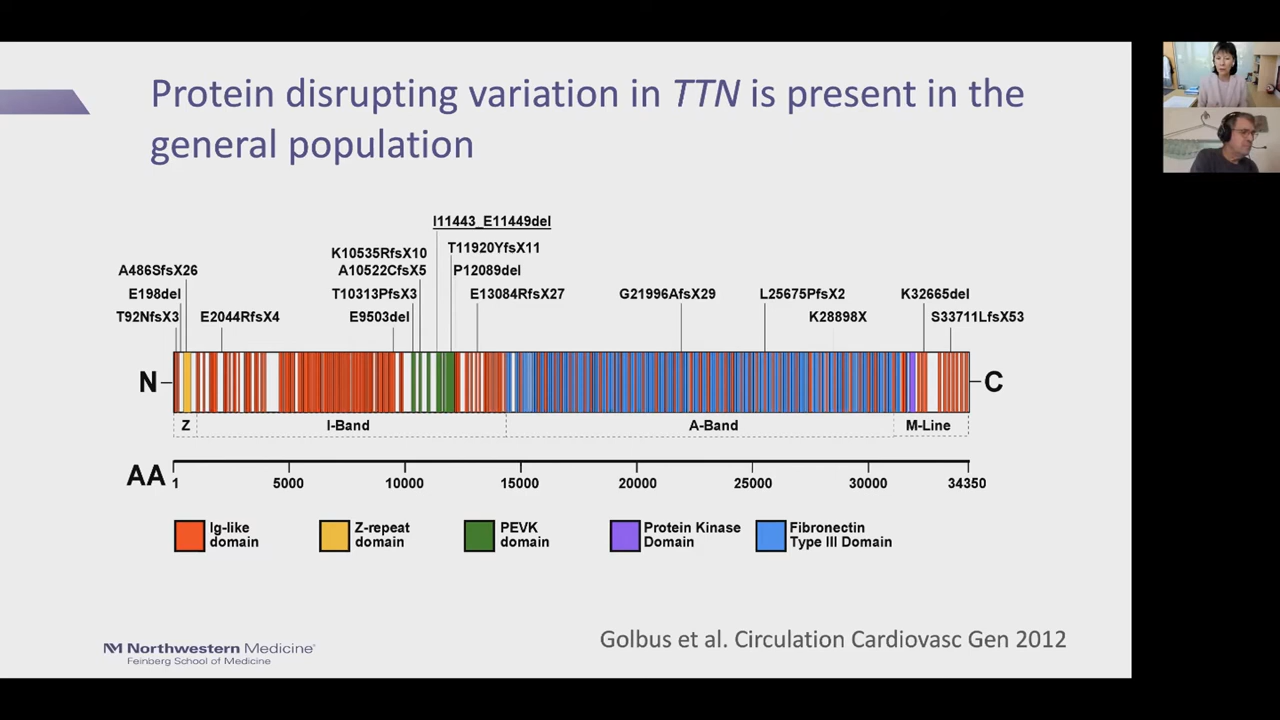 Protein disrupting variation in TTN is present in the
general population
I11443_E11449del
K10535RfsX10
T11920YfsX11
A486SfsX26
A10522CfsX5
P12089del
E198del
T10313PfsX3
E13084RfsX27
G21996AfsX29
L25675PfsX2
K32665del
T92NfsX3
E2044RfsX4
E9503del
K28898X
S33711LfsX53
N
C
Z
I-Band
A-Band
M-Line
AA
1
5000
10000
15000
20000
25000
30000
34350
Ig-like
domain
Z-repeat
domain
PEVK
domain
Protein Kinase
Domain
Fibronectin
Type III Domain
Golbus et al. Circulation Cardiovasc Gen 2012
Northwestern Medicine®
Feinberg School of Medicine